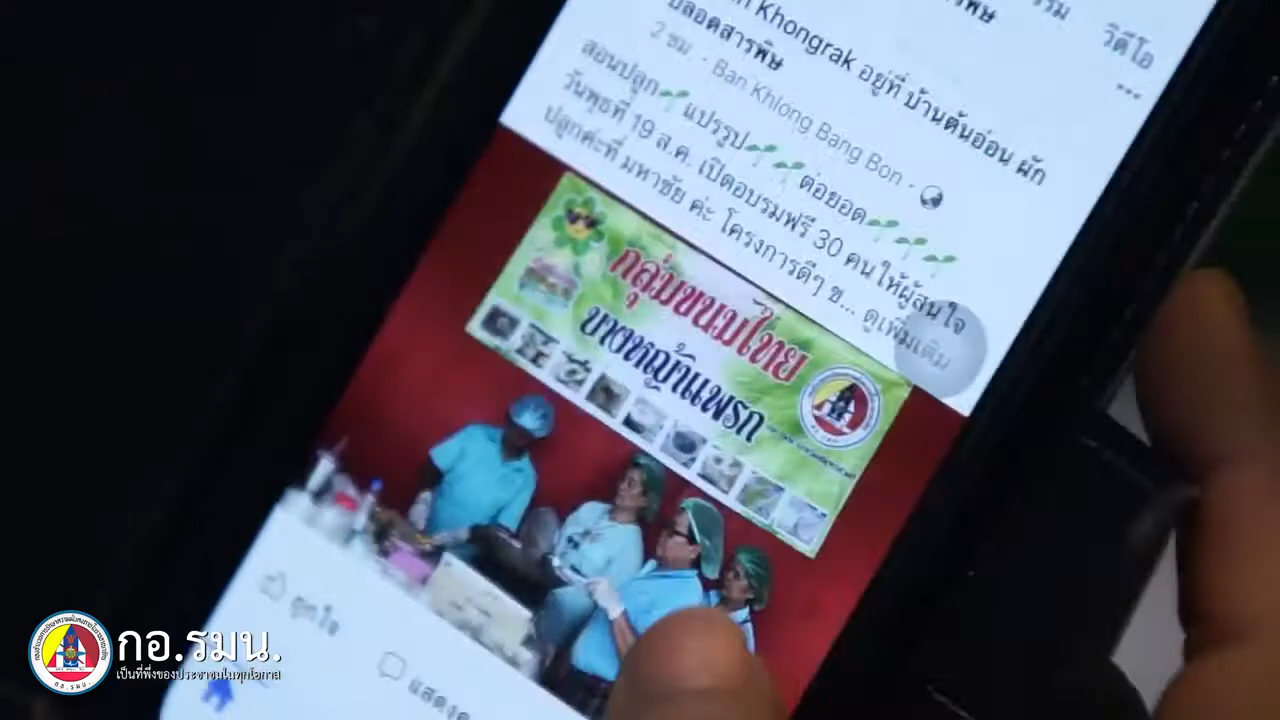 รรม
วิดีโอ
Khongrak อยู่ที่ บ้านต้นอ่อน ผัก
ปลอดสารพิษ
2 ชม. · Ban Khlong Bang Bon ·
สอนปลูก🌱แปรรูป🌱🌱ต่อยอด🌱🌱🌱
วันพุธที่ 19 ส.ค. เปิดอบรมฟรี 30 คนให้ผู้สนใจ
ปลูกค่ะที่ มหาชัย ค่ะ โครงการดีๆ ข... ดูเพิ่มเติม
กลุ่มขนมไทย
บางหญ้าแพรก
ถูกใจ
แสดงค
กอ.รมน.
เป็นที่พึ่งของประชาชนในทุกโอกาส
กอ.รมน.